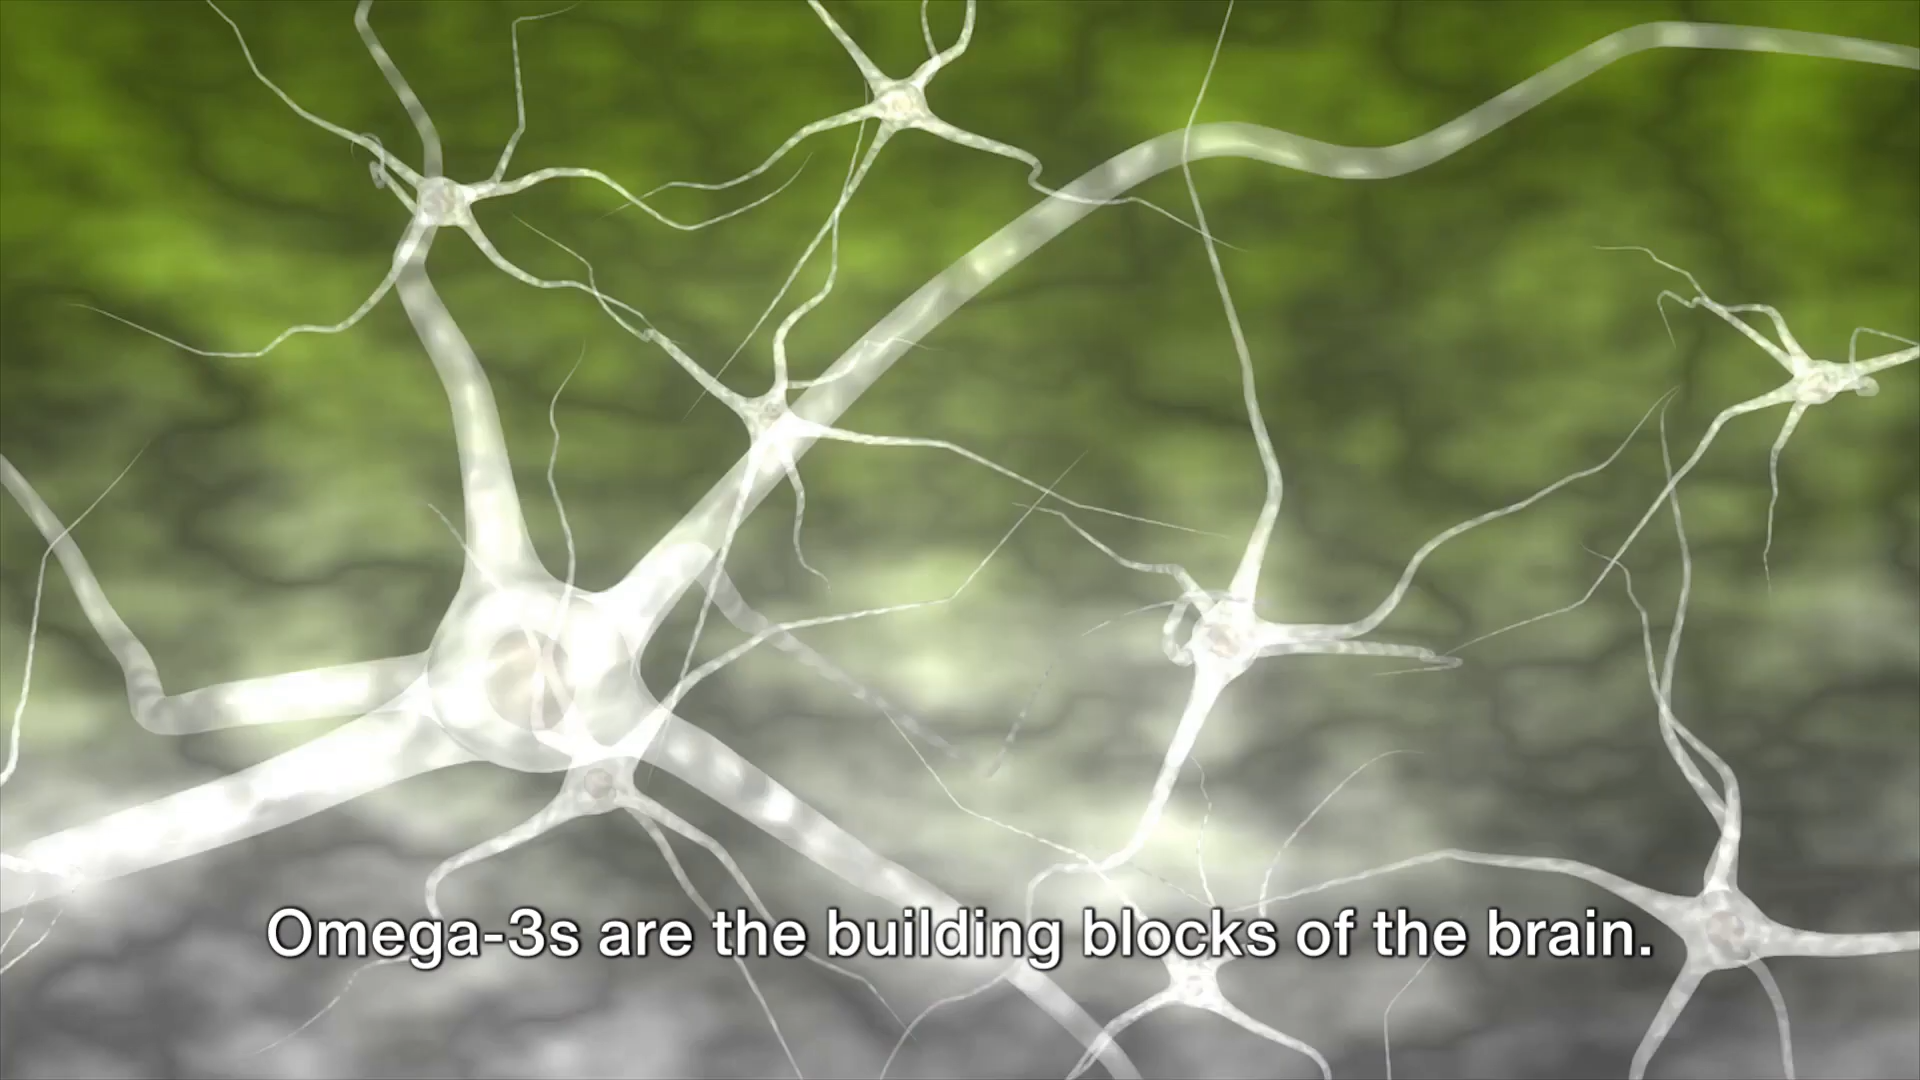 Omega-3s are the building blocks of the brain.